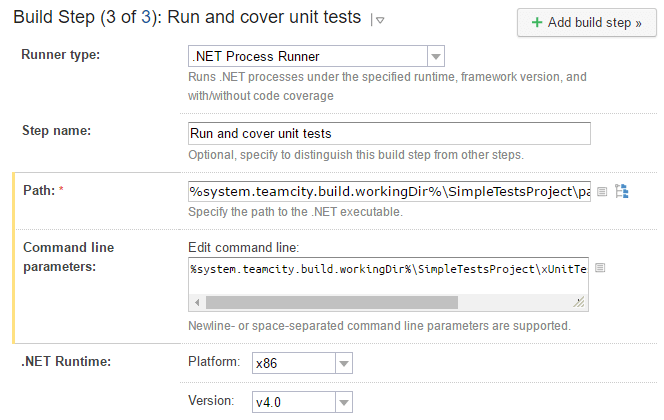 Build Step (3 of 3): Run and cover unit tests
+ Add build step »
Runner type:
.NET Process Runner
Runs .NET processes under the specified runtime, framework version, and
with/without code coverage
Step name:
Run and cover unit tests
Optional, specify to distinguish this build step from other steps.
Path: *
%system.teamcity.build.workingDir%\SimpleTestsProject\pa
Specify the path to the .NET executable.
Command line
parameters:
Edit command line:
%system.teamcity.build.workingDir%\SimpleTestsProject\xUnitTe
Newline- or space-separated command line parameters are supported.
.NET Runtime:
Platform: x86
Version: v4.0